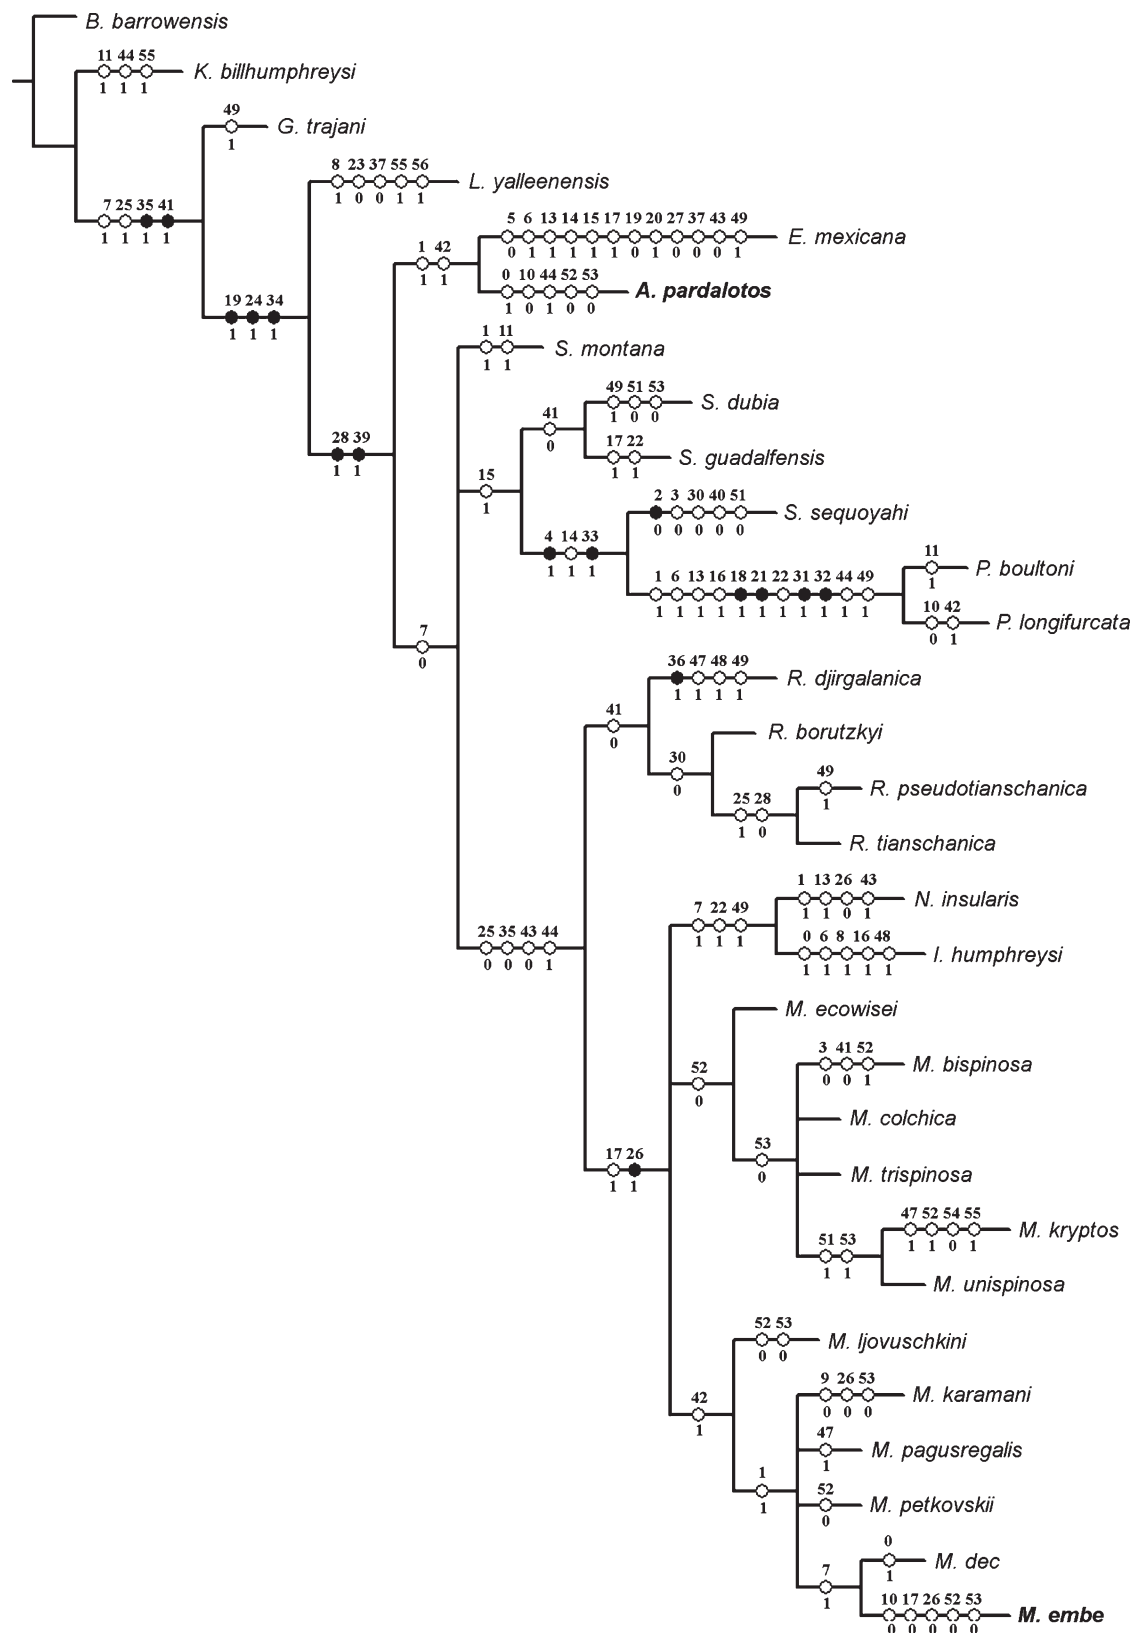 B. barrowensis
11 44 55
K. billhumphreysi
1 1 1
49
G. trajani
1
8 23 37 55 56
L. yalleenensis
1 0 0 1 1
7 25 35 41
1 1 1 1
5 6 13 14 15 17 19 20 27 37 43 49
E. mexicana
0 1 1 1 1 1 0 1 0 0 0 1
1 42
1 1
0 10 44 52 53
A. pardalotos
1 0 1 0 0
19 24 34
1 1 1
1 11
S. montana
1 1
49 51 53
S. dubia
1 0 0
41
0
17 22
S. guadalfensis
1 1
28 39
1 1
15
1
2 3 30 40 51
S. sequoyahi
0 0 0 0 0
4 14 33
1 1 1
11
P. boultoni
1
1 6 13 16 18 21 22 31 32 44 49
1 1 1 1 1 1 1 1 1 1 1
10 42
P. longifurcata
0 1
7
0
36 47 48 49
R. djirgalanica
1 1 1 1
41
0
R. borutzkyi
30
0
49
R. pseudotianschanica
1
25 28
1 0
R. tianschanica
1 13 26 43
N. insularis
1 1 0 1
7 22 49
1 1 1
25 35 43 44
0 0 0 1
0 6 8 16 48
I. humphreysi
1 1 1 1 1
M. ecowisei
3 41 52
M. bispinosa
0 0 1
52
0
M. colchica
53
0
17 26
1 1
M. trispinosa
47 52 54 55
M. kryptos
1 1 0 1
51 53
1 1
M. unispinosa
52 53
M. ljovuschkini
0 0
9 26 53
M. karamani
0 0 0
42
1
47
M. pagusregalis
1
1
1
52
M. petkovskii
0
0
M. dec
1
7
1
10 17 26 52 53
M. embe
0 0 0 0 0